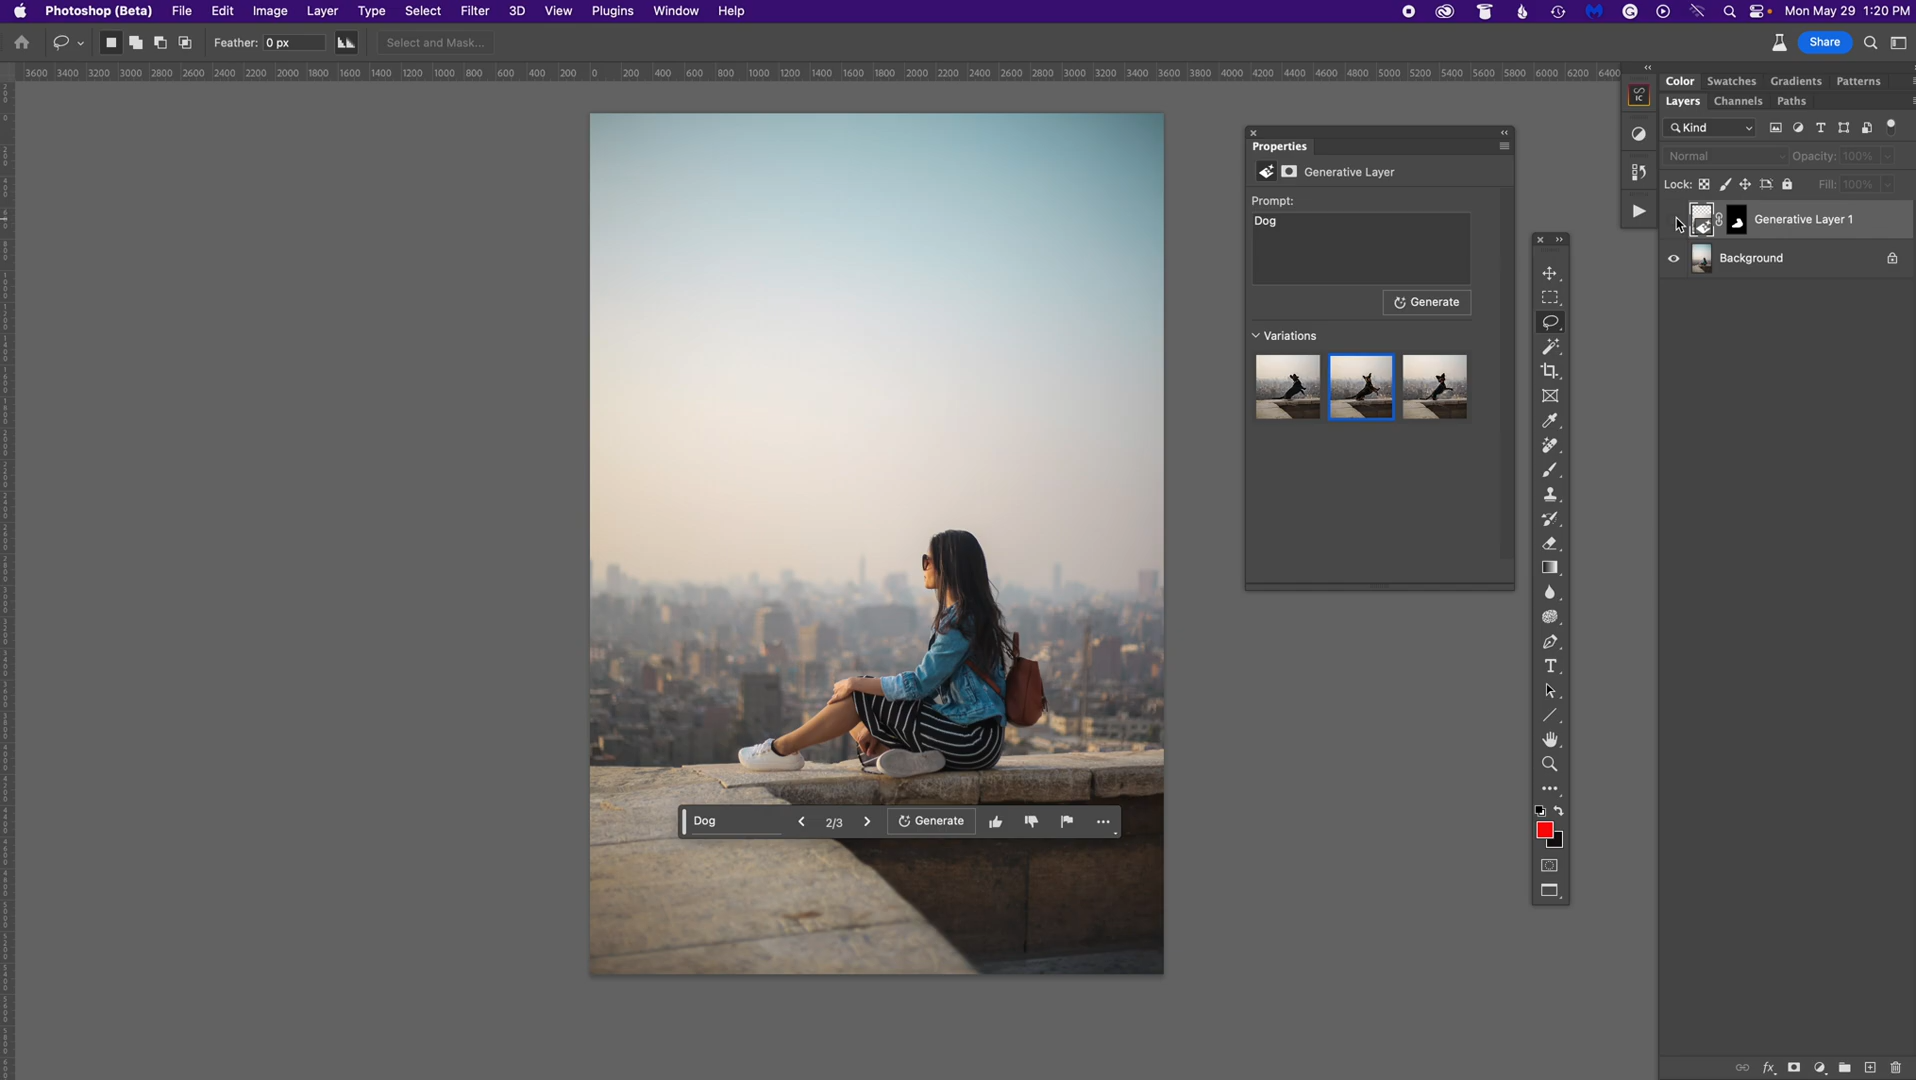 Photoshop (Beta) File Edit Image Layer Type Select Filter 3D View Plugins Window Help Mon May 29 1:20 PM
Feather: 0 px Select and Mask... Share
3600 3400 3200 3000 2800 2600 2400 2200 2000 1800 1600 1400 1200 1000 800 600 400 200 0 200 400 600 800 1000 1200 1400 1600 1800 2000 2200 2400 2600 2800 3000 3200 3400 3600 3800 4000 4200 4400 4600 4800 5000 5200 5400 5600 5800 6000 6200 6400
Color Swatches Gradients Patterns
Layers Channels Paths
Kind
Normal Opacity: 100%
Lock: Fill: 100%
Generative Layer 1
Background
Properties
Generative Layer
Prompt:
Dog
Generate
Variations
Dog 2/3 Generate